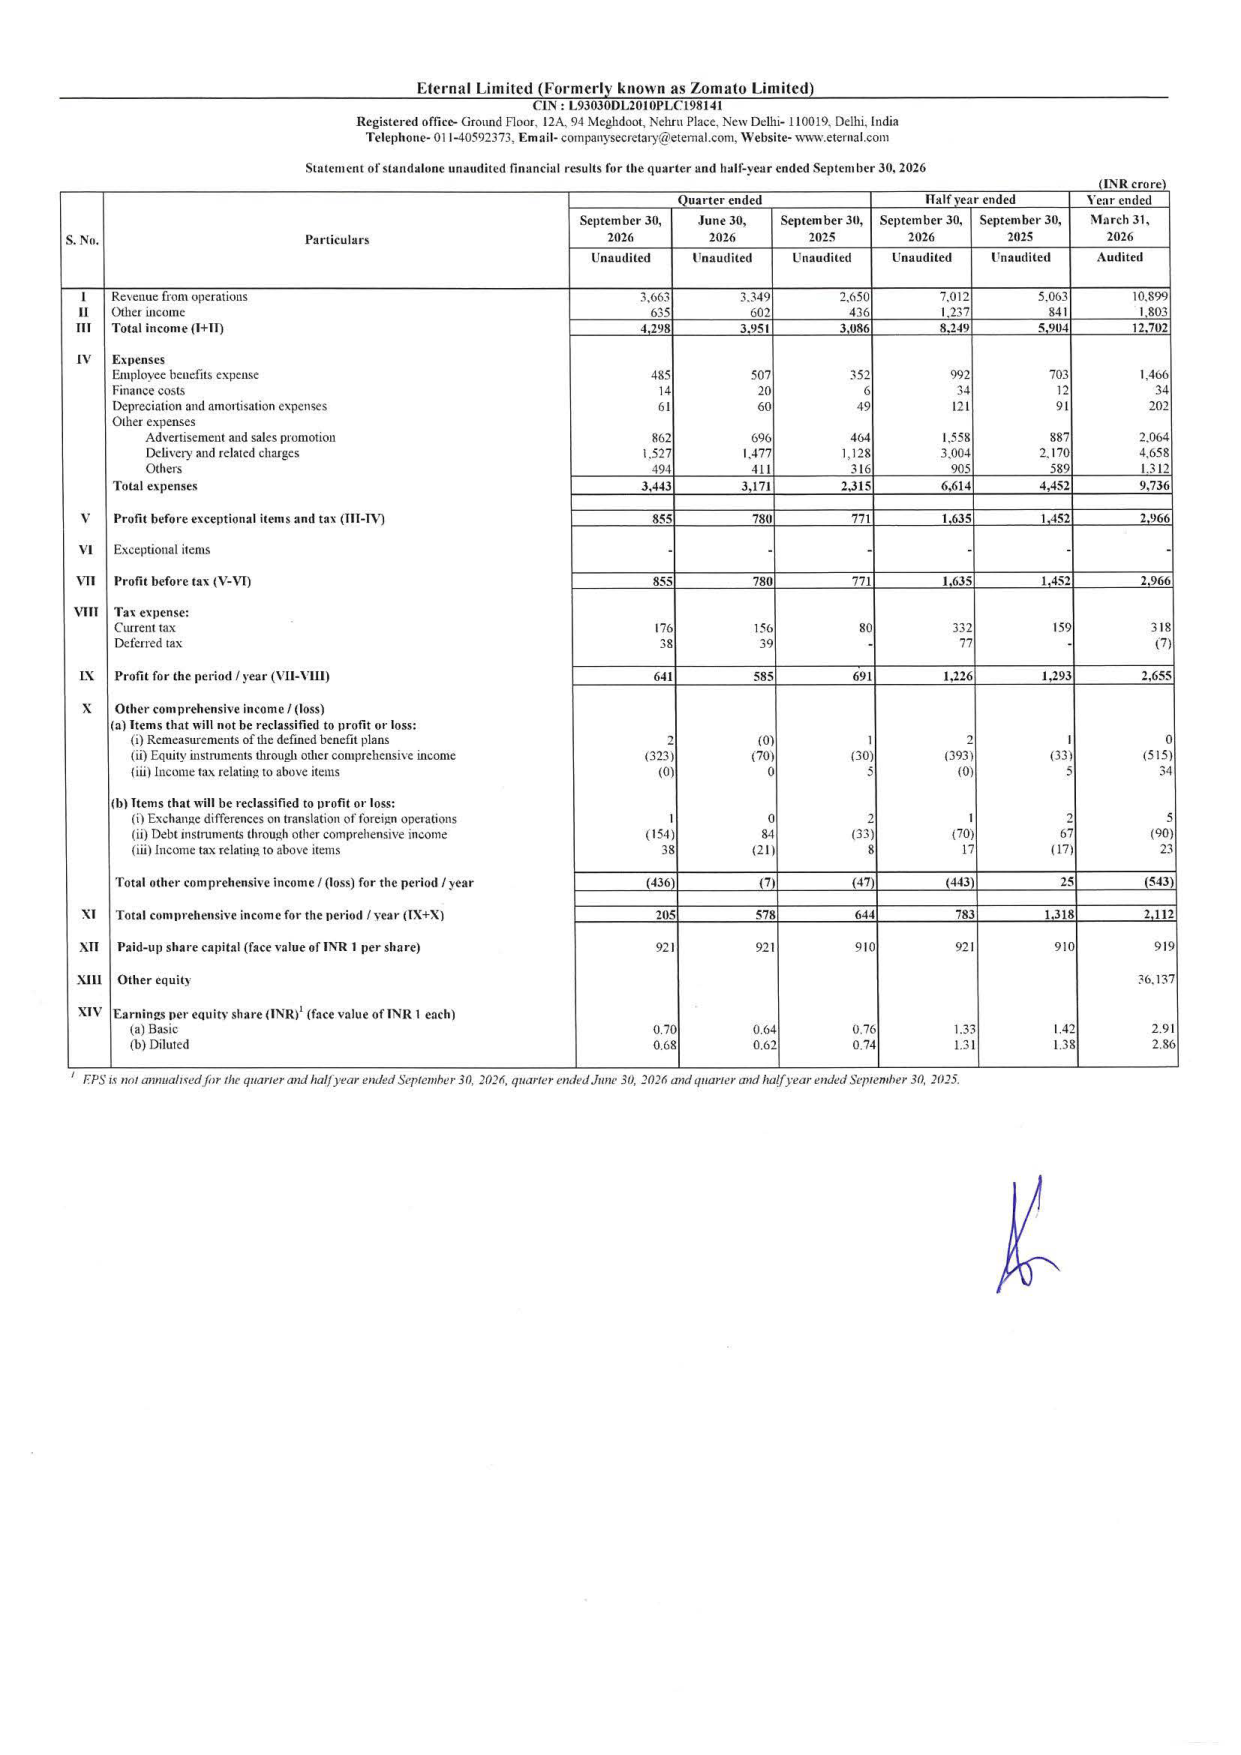 Eternal Limited (Formerly known as Zomato Limited)
CIN : L93030DL2010PLC198141
Registered office- Ground Floor, 12A, 94 Meghdoot, Nehru Place, New Delhi- 110019, Delhi, India
Telephone- 011-40592373, Email- companysecretary@eternal.com, Website- www.eternal.com
Statement of standalone unaudited financial results for the quarter and half-year ended September 30, 2026
(INR crore)
S. No. Particulars Quarter ended Half year ended Year ended
September 30, 2026 June 30, 2026 September 30, 2025 September 30, 2026 September 30, 2025 March 31, 2026
Unaudited Unaudited Unaudited Unaudited Unaudited Audited
I Revenue from operations 3,663 3,349 2,650 7,012 5,063 10,899
II Other income 635 602 436 1,237 841 1,803
III Total income (I+II) 4,298 3,951 3,086 8,249 5,904 12,702
IV Expenses
Employee benefits expense 485 507 352 992 703 1,466
Finance costs 14 20 6 34 12 34
Depreciation and amortisation expenses 61 60 49 121 91 202
Other expenses
Advertisement and sales promotion 862 696 464 1,558 887 2,064
Delivery and related charges 1,527 1,477 1,128 3,004 2,170 4,658
Others 494 411 316 905 589 1,312
Total expenses 3,443 3,171 2,315 6,614 4,452 9,736
V Profit before exceptional items and tax (III-IV) 855 780 771 1,635 1,452 2,966
VI Exceptional items - - - - - -
VII Profit before tax (V-VI) 855 780 771 1,635 1,452 2,966
VIII Tax expense:
Current tax 176 156 80 332 159 318
Deferred tax 38 39 - 77 - (7)
IX Profit for the period / year (VII-VIII) 641 585 691 1,226 1,293 2,655
X Other comprehensive income / (loss)
(a) Items that will not be reclassified to profit or loss:
(i) Remeasurements of the defined benefit plans 2 (0) 1 2 1 0
(ii) Equity instruments through other comprehensive income (323) (70) (30) (393) (33) (515)
(iii) Income tax relating to above items (0) 0 5 (0) 5 34
(b) Items that will be reclassified to profit or loss:
(i) Exchange differences on translation of foreign operations 1 0 2 1 2 5
(ii) Debt instruments through other comprehensive income (154) 84 (33) (70) 67 (90)
(iii) Income tax relating to above items 38 (21) 8 17 (17) 23
Total other comprehensive income / (loss) for the period / year (436) (7) (47) (443) 25 (543)
XI Total comprehensive income for the period / year (IX+X) 205 578 644 783 1,318 2,112
XII Paid-up share capital (face value of INR 1 per share) 921 921 910 921 910 919
XIII Other equity 36,137
XIV Earnings per equity share (INR)1 (face value of INR 1 each)
(a) Basic 0.70 0.64 0.76 1.33 1.42 2.91
(b) Diluted 0.68 0.62 0.74 1.31 1.38 2.86
1 EPS is not annualised for the quarter and half year ended September 30, 2026, quarter ended June 30, 2026 and quarter and half year ended September 30, 2025.